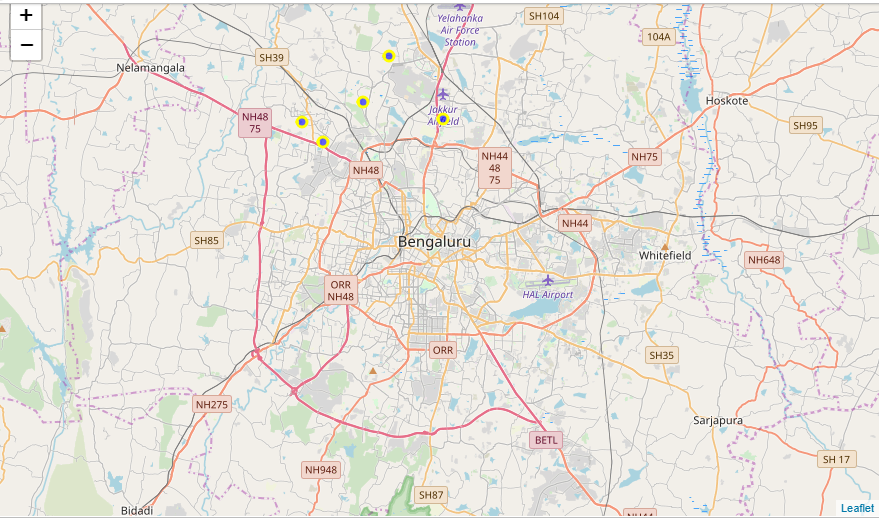 +
−
Yelahanka
Air Force
Station
SH104
104A
SH39
Nelamangala
Hoskote
NH48
75
Jakkur
SH95
NH44
48
75
NH75
NH48
NH44
SH85
Bengaluru
Whitefield
NH648
ORR
NH48
HAL Airport
ORR
SH35
NH275
Sarjapura
BETL
NH948
SH 17
SH87
Bidadi
NH44
Leaflet